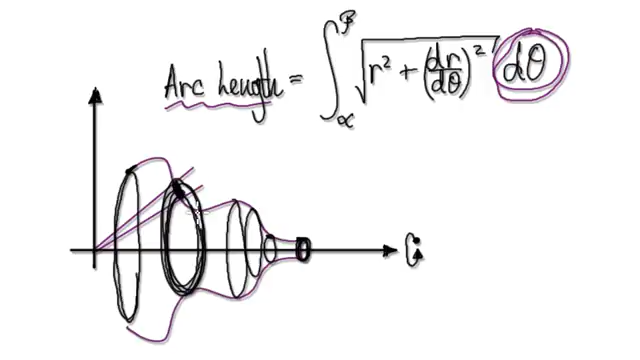 Arc Length = ∫_α^β √(r² + (dr/dθ)²) dθ